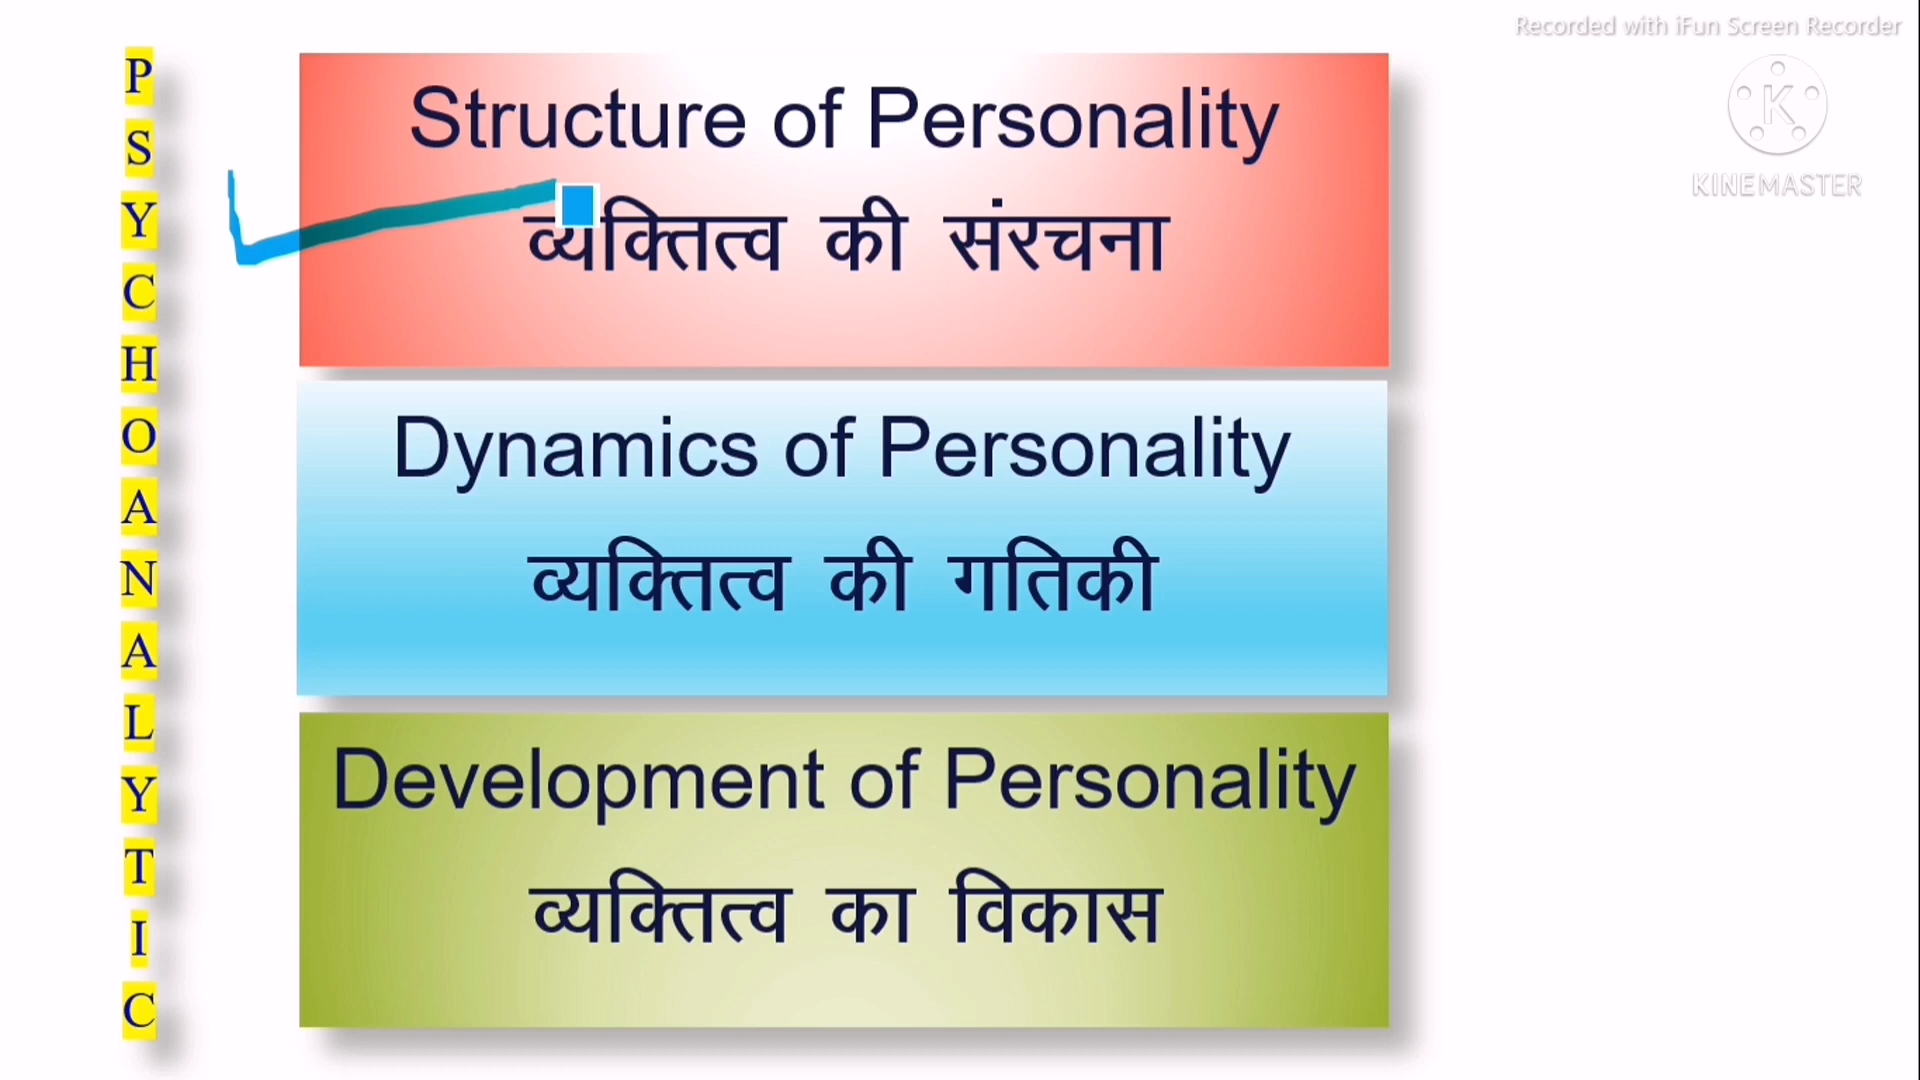 Recorded with iFun Screen Recorder
KINEMASTER
PSYCHOANALYTIC
Structure of Personality
व्यक्तित्व की संरचना
Dynamics of Personality
व्यक्तित्व की गतिकी
Development of Personality
व्यक्तित्व का विकास